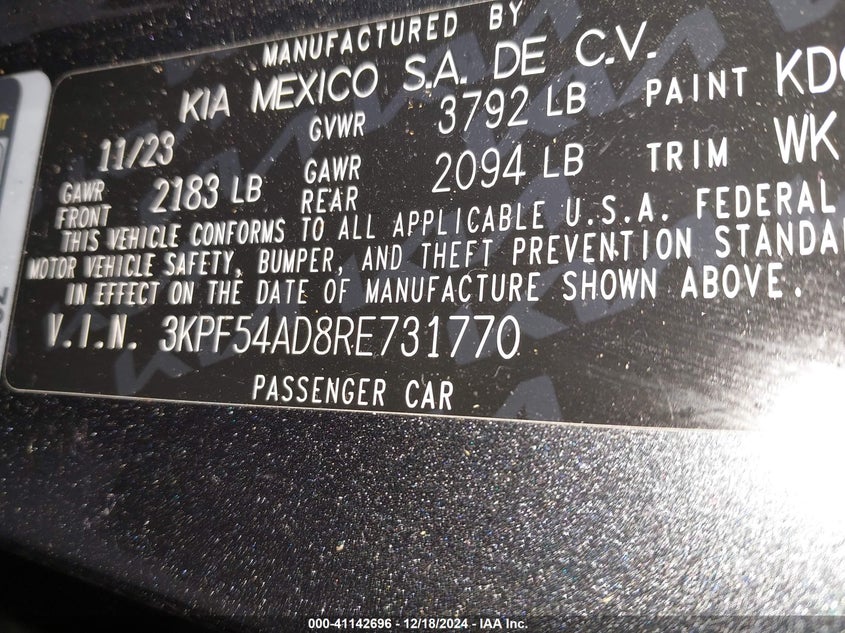 MANUFACTURED BY
KIA MEXICO S.A. DE C.V.
11/23 GVWR 3792 LB PAINT
GAWR FRONT 2183 LB GAWR REAR 2094 LB TRIM WK
THIS VEHICLE CONFORMS TO ALL APPLICABLE U.S.A. FEDERAL
MOTOR VEHICLE SAFETY, BUMPER, AND THEFT PREVENTION
IN EFFECT ON THE DATE OF MANUFACTURE SHOWN ABOVE.
V.I.N. 3KPF54AD8RE731770
PASSENGER CAR
000-41142696 - 12/18/2024 - IAA Inc.